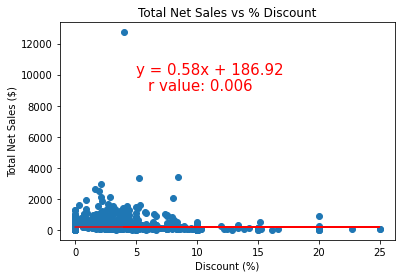 Total Net Sales vs % Discount
12000
10000
8000
6000
4000
2000
0
Total Net Sales ($)
y = 0.58x + 186.92
r value: 0.006
0 5 10 15 20 25
Discount (%)